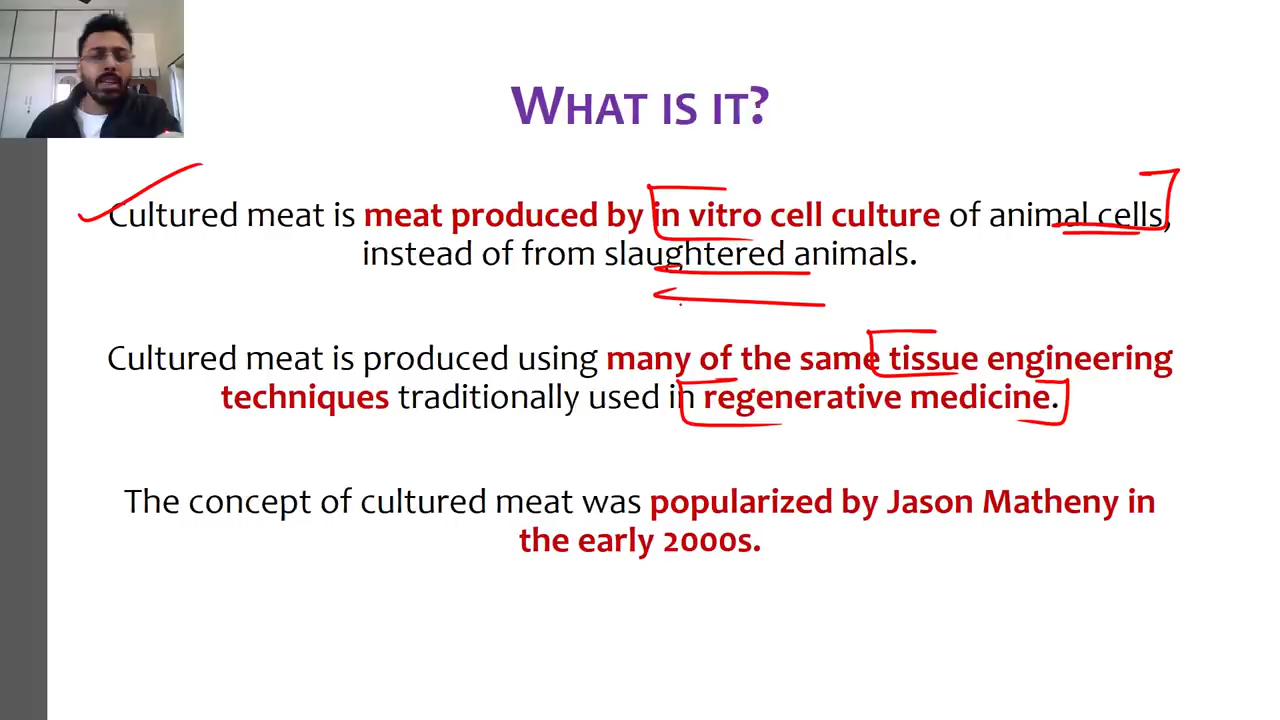 WHAT IS IT?
Cultured meat is meat produced by in vitro cell culture of animal cells,
instead of from slaughtered animals.
Cultured meat is produced using many of the same tissue engineering
techniques traditionally used in regenerative medicine.
The concept of cultured meat was popularized by Jason Matheny in
the early 2000s.